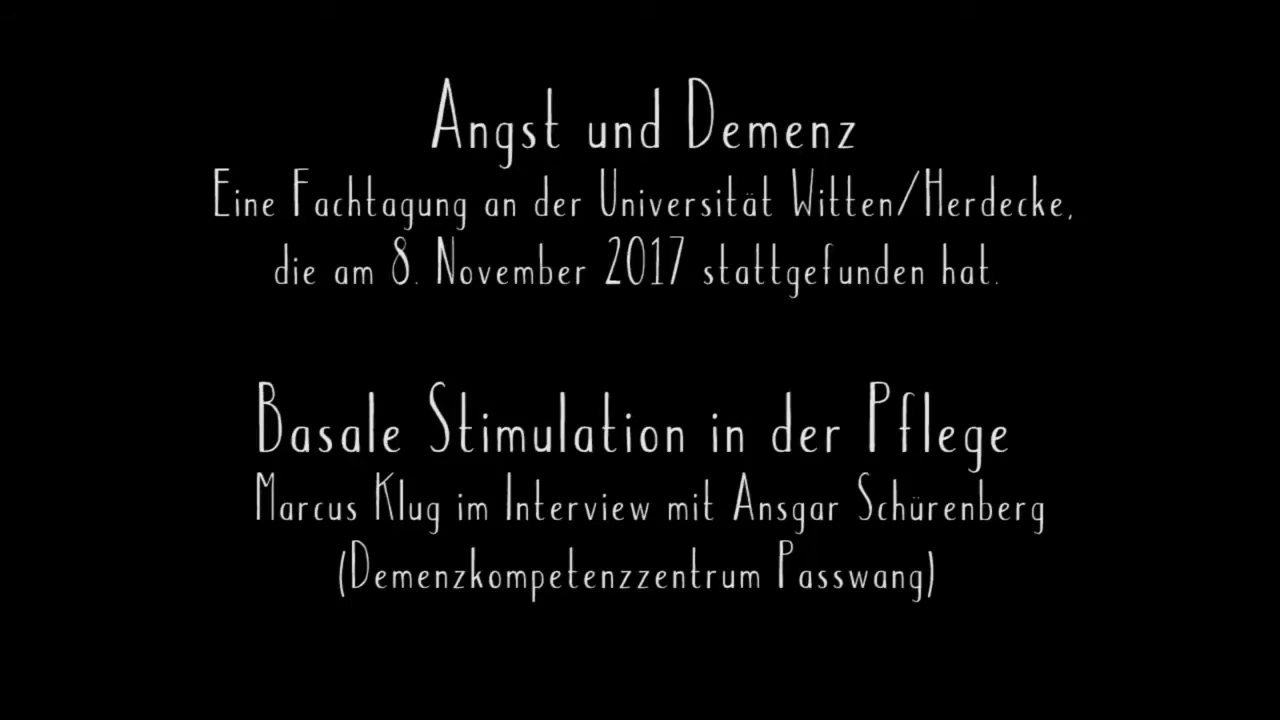 Angst und Demenz
Eine Fachtagung an der Universität Witten/Herdecke,
die am 8. November 2017 stattgefunden hat.
Basale Stimulation in der Pflege
Marcus Klug im Interview mit Ansgar Schürenberg
(Demenzkompetenzzentrum Passwang)